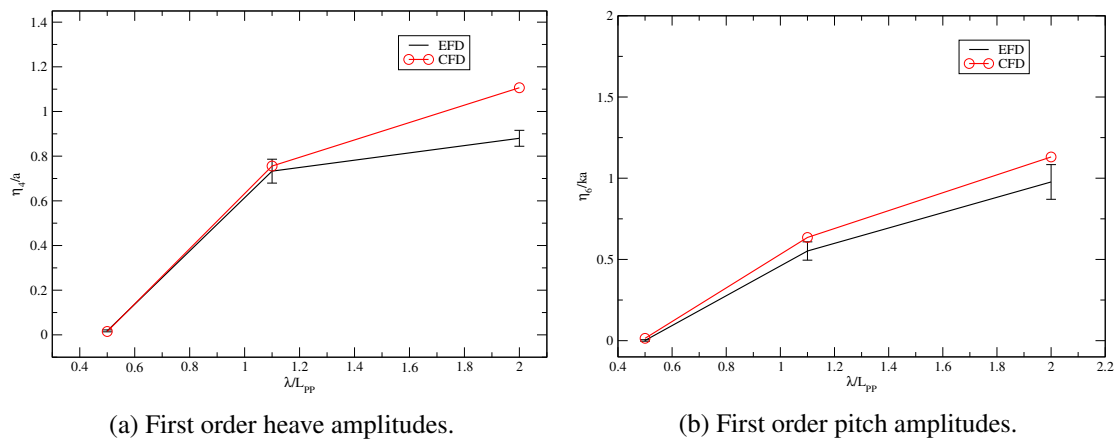 1.4
1.2
1
0.8
0.6
0.4
0.2
0
η4/a
EFD
CFD
0.4 0.6 0.8 1 1.2 1.4 1.6 1.8 2
λ/LPP
(a) First order heave amplitudes.
2
1.5
1
0.5
0
η6/ka
EFD
CFD
0.4 0.6 0.8 1 1.2 1.4 1.6 1.8 2 2.2
λ/LPP
(b) First order pitch amplitudes.